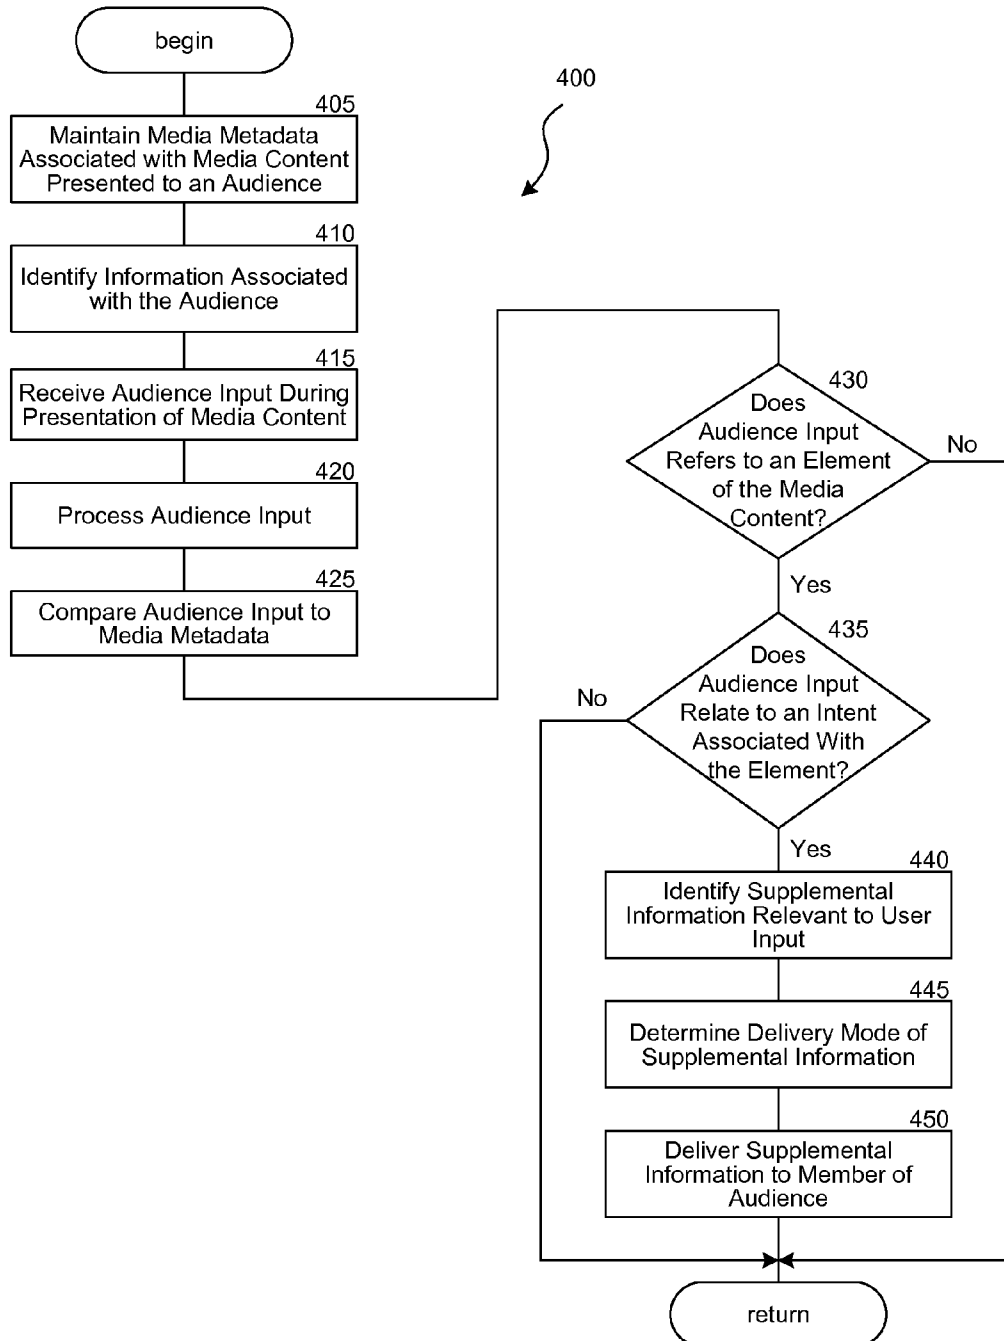 begin
400
405
Maintain Media Metadata
Associated with Media Content
Presented to an Audience
410
Identify Information Associated
with the Audience
415
Receive Audience Input During
Presentation of Media Content
420
Process Audience Input
425
Compare Audience Input to
Media Metadata
430
Does
Audience Input
Refers to an Element
of the Media
Content?
No
Yes
435
Does
Audience Input
Relate to an Intent
Associated With
the Element?
No
Yes
440
Identify Supplemental
Information Relevant to User
Input
445
Determine Delivery Mode of
Supplemental Information
450
Deliver Supplemental
Information to Member of
Audience
return